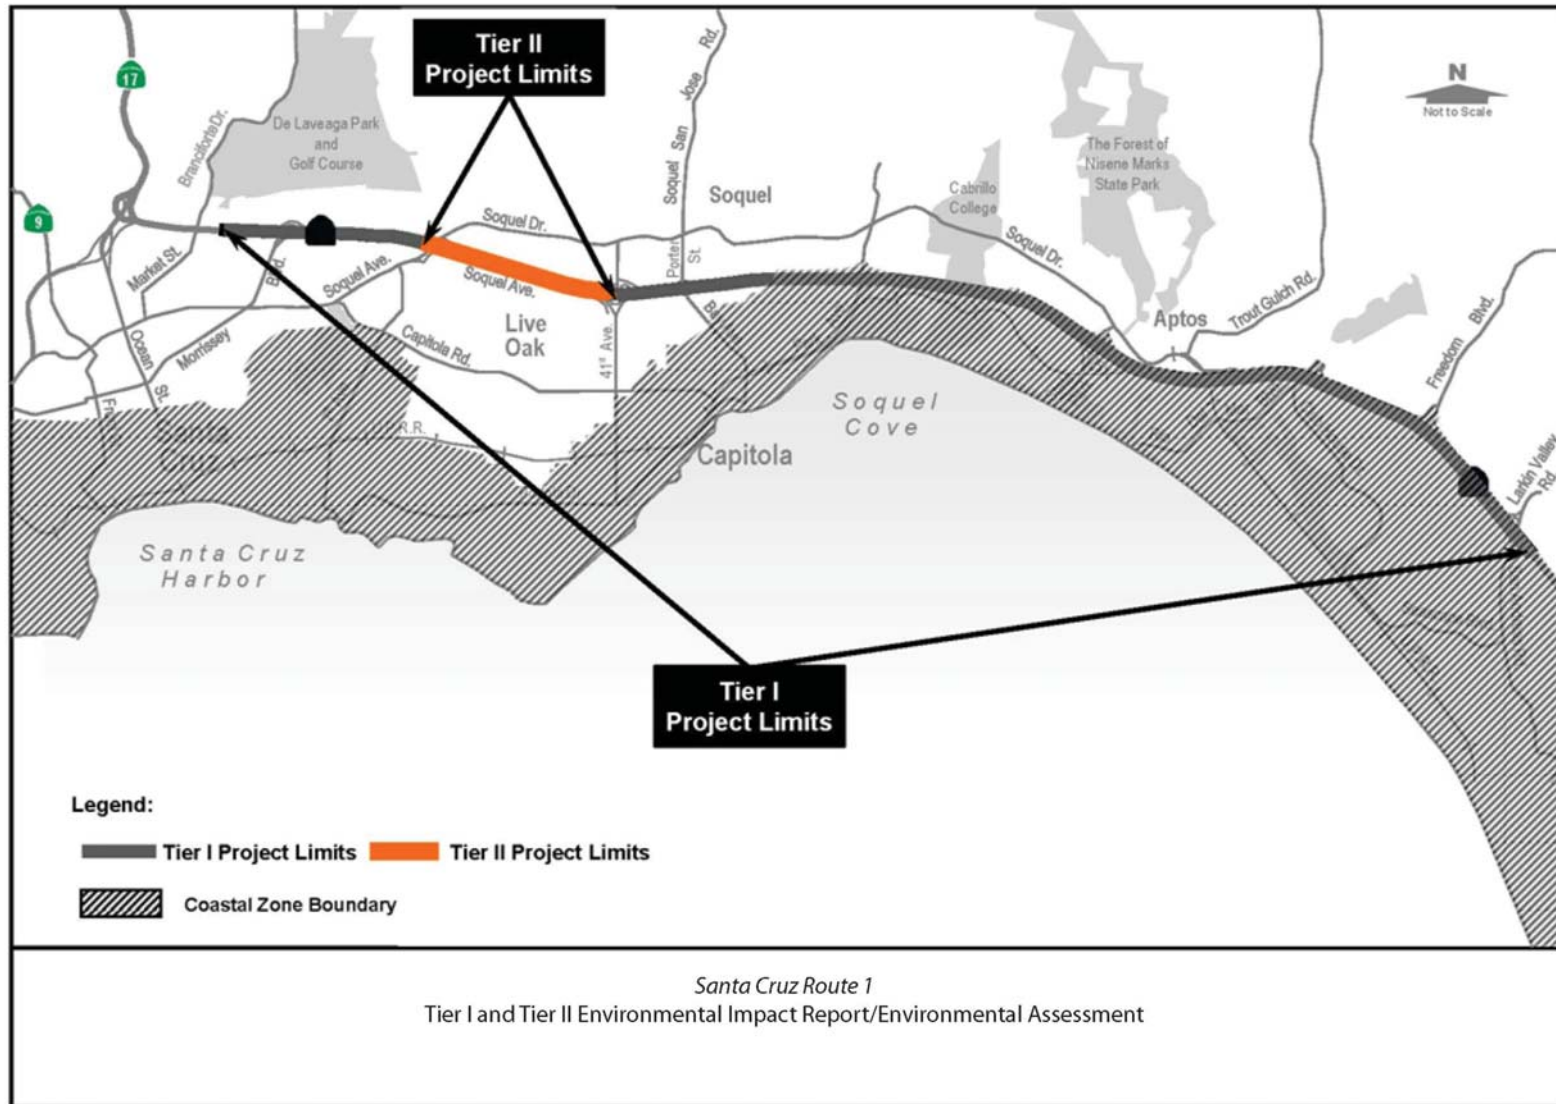 Tier II
Project Limits
17
Branciforte Dr.
De Laveaga Park
and
Golf Course
Soquel San Jose Rd.
N
Not to Scale
The Forest of
Nisene Marks
State Park
Cabrillo
College
9
Soquel
Soquel Dr.
Porter
St.
Soquel Dr.
Market St.
Blvd.
Soquel Ave.
Soquel Ave.
Live
Oak
Aptos
Trout Gulch Rd.
Freedom Blvd.
Ocean
St.
Morrissey
Capitola Rd.
41st Ave.
Soquel
Cove
Santa
Cruz
R.R.
Capitola
Larkin Valley
Rd.
Santa Cruz
Harbor
Tier I
Project Limits
Legend:
Tier I Project Limits
Tier II Project Limits
Coastal Zone Boundary
Santa Cruz Route 1
Tier I and Tier II Environmental Impact Report/Environmental Assessment